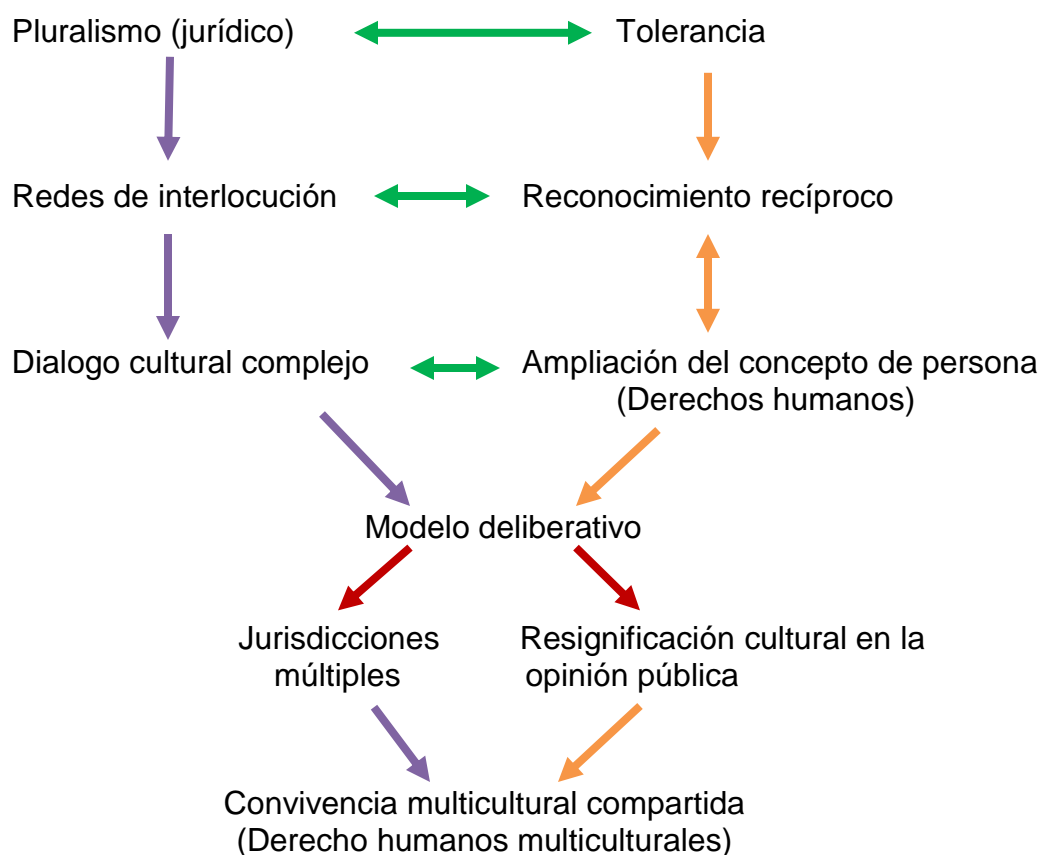 Pluralismo (jurídico)
Tolerancia
Redes de interlocución
Reconocimiento recíproco
Dialogo cultural complejo
Ampliación del concepto de persona
(Derechos humanos)
Modelo deliberativo
Jurisdicciones
múltiples
Resignificación cultural en la
opinión pública
Convivencia multicultural compartida
(Derecho humanos multiculturales)